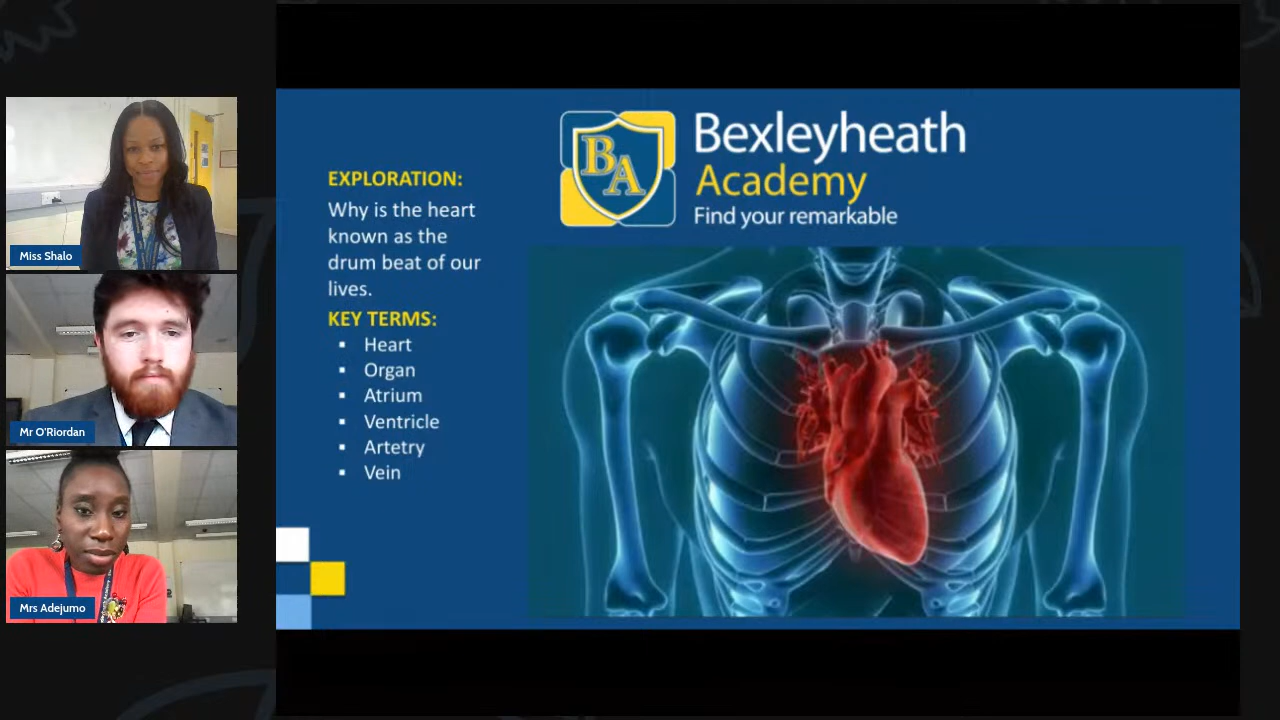 Miss Shalo
Mr O'Riordan
Mrs Adejumo
EXPLORATION:
Why is the heart
known as the
drum beat of our
lives.
KEY TERMS:
▪ Heart
▪ Organ
▪ Atrium
▪ Ventricle
▪ Artetry
▪ Vein
BA
Bexleyheath
Academy
Find your remarkable